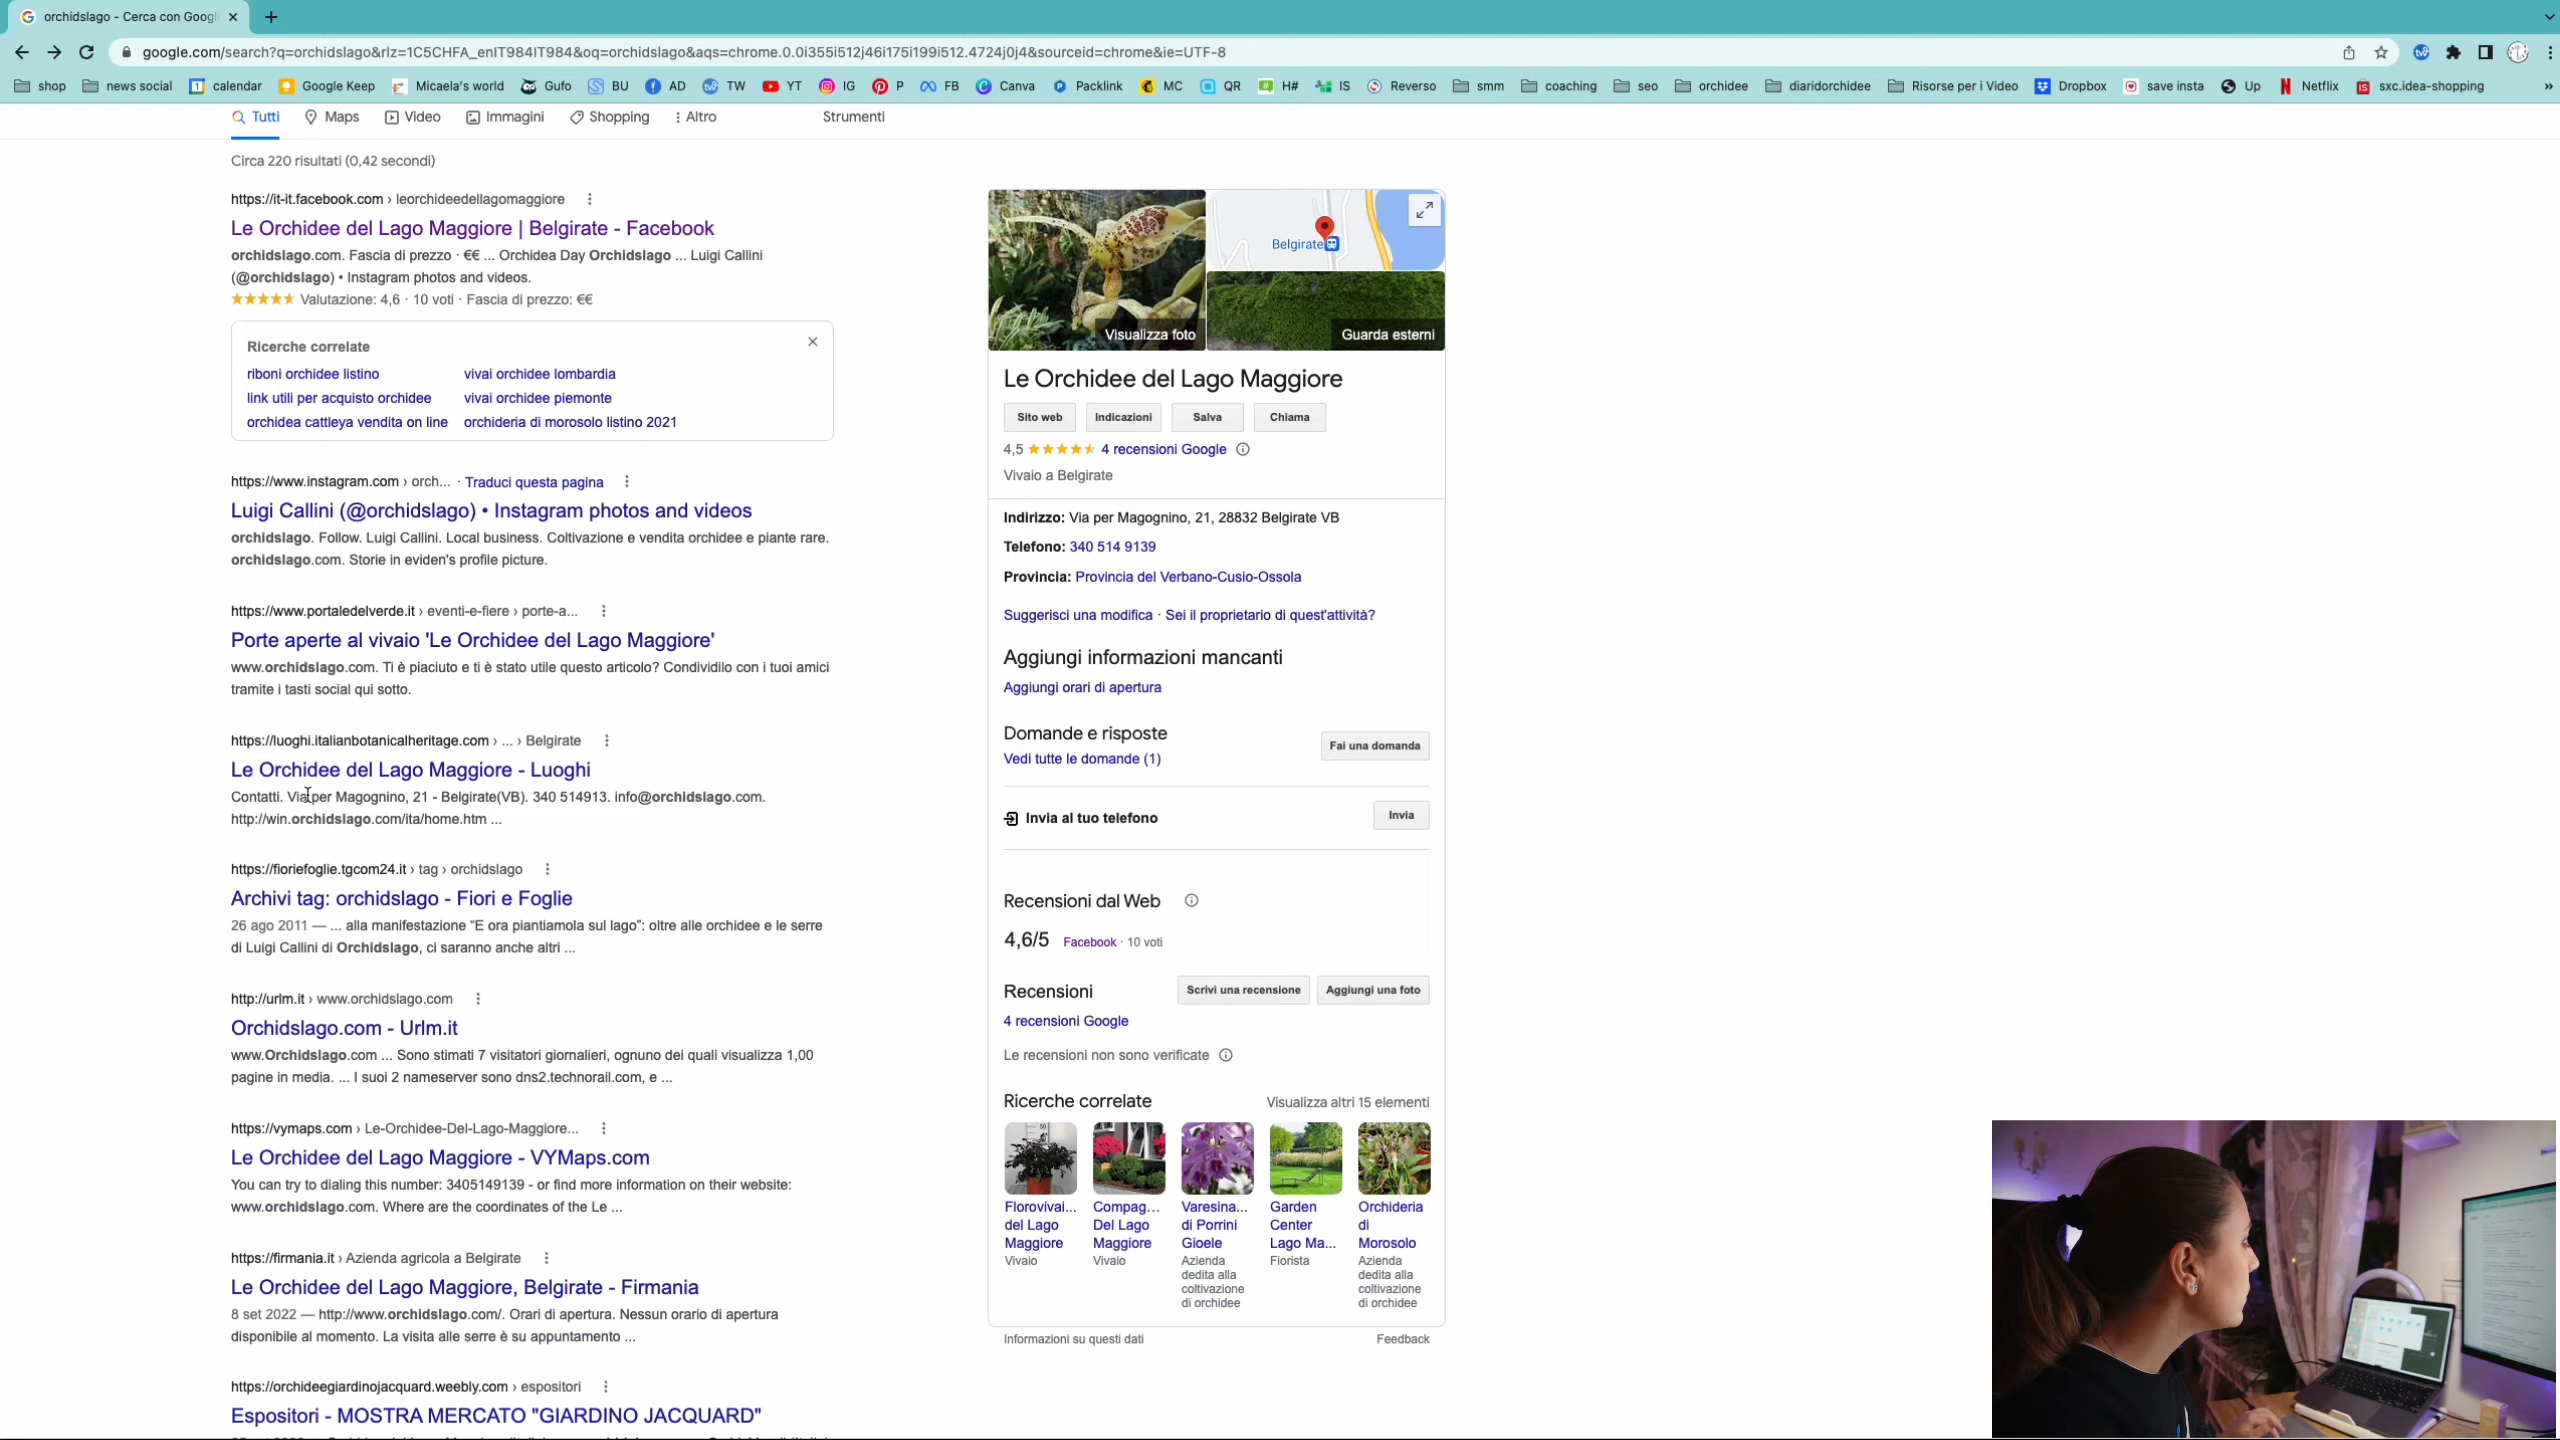 orchidslago - Cerca con Googl
google.com/search?q=orchidslago&rlz=1C5CHFA_enIT984IT984&oq=orchidslago&aqs=chrome.0.0i355i512j46i175i199i512.4724j0j4&sourceid=chrome&ie=UTF-8
shop news social calendar Google Keep Micaela's world Gufo BU AD TW YT IG P FB Canva Packlink MC QR H# IS Reverso smm coaching seo orchidee diaridorchidee Risorse per i Video Dropbox save insta Up Netflix sxc.idea-shopping »
Tutti Maps Video Immagini Shopping Altro Strumenti
Circa 220 risultati (0,42 secondi)
https://it-it.facebook.com › leorchideedellagomaggiore
Le Orchidee del Lago Maggiore | Belgirate - Facebook
orchidslago.com. Fascia di prezzo · €€ ... Orchidea Day Orchidslago ... Luigi Callini
(@orchidslago) • Instagram photos and videos.
Valutazione: 4,6 · 10 voti · Fascia di prezzo: €€
Ricerche correlate
riboni orchidee listino vivai orchidee lombardia
link utili per acquisto orchidee vivai orchidee piemonte
orchidea cattleya vendita on line orchideria di morosolo listino 2021
https://www.instagram.com › orch... · Traduci questa pagina
Luigi Callini (@orchidslago) • Instagram photos and videos
orchidslago. Follow. Luigi Callini. Local business. Coltivazione e vendita orchidee e piante rare.
orchidslago.com. Storie in eviden's profile picture.
https://www.portaledelverde.it › eventi-e-fiere › porte-a...
Porte aperte al vivaio 'Le Orchidee del Lago Maggiore'
www.orchidslago.com. Ti è piaciuto e ti è stato utile questo articolo? Condividilo con i tuoi amici
tramite i tasti social qui sotto.
https://luoghi.italianbotanicalheritage.com › ... › Belgirate
Le Orchidee del Lago Maggiore - Luoghi
Contatti. Via per Magognino, 21 - Belgirate(VB). 340 514913. info@orchidslago.com.
http://win.orchidslago.com/ita/home.htm ...
https://fioriefoglie.tgcom24.it › tag › orchidslago
Archivi tag: orchidslago - Fiori e Foglie
26 ago 2011 — ... alla manifestazione “E ora piantiamola sul lago”: oltre alle orchidee e le serre
di Luigi Callini di Orchidslago, ci saranno anche altri ...
http://urlm.it › www.orchidslago.com
Orchidslago.com - Urlm.it
www.Orchidslago.com ... Sono stimati 7 visitatori giornalieri, ognuno dei quali visualizza 1,00
pagine in media. ... I suoi 2 nameserver sono dns2.technorail.com, e ...
https://vymaps.com › Le-Orchidee-Del-Lago-Maggiore...
Le Orchidee del Lago Maggiore - VYMaps.com
You can try to dialing this number: 3405149139 - or find more information on their website:
www.orchidslago.com. Where are the coordinates of the Le ...
https://firmania.it › Azienda agricola a Belgirate
Le Orchidee del Lago Maggiore, Belgirate - Firmania
8 set 2022 — http://www.orchidslago.com/. Orari di apertura. Nessun orario di apertura
disponibile al momento. La visita alle serre è su appuntamento ...
https://orchideegiardinojacquard.weebly.com › espositori
Espositori - MOSTRA MERCATO "GIARDINO JACQUARD"
Belgirate
Visualizza foto
Guarda esterni
Le Orchidee del Lago Maggiore
Sito web Indicazioni Salva Chiama
4,5 4 recensioni Google
Vivaio a Belgirate
Indirizzo: Via per Magognino, 21, 28832 Belgirate VB
Telefono: 340 514 9139
Provincia: Provincia del Verbano-Cusio-Ossola
Suggerisci una modifica · Sei il proprietario di quest'attività?
Aggiungi informazioni mancanti
Aggiungi orari di apertura
Domande e risposte
Vedi tutte le domande (1)
Fai una domanda
Invia al tuo telefono
Invia
Recensioni dal Web
4,6/5 Facebook · 10 voti
Recensioni
Scrivi una recensione Aggiungi una foto
4 recensioni Google
Le recensioni non sono verificate
Ricerche correlate
Visualizza altri 15 elementi
Florovivai...
del Lago
Maggiore
Vivaio
Compag...
Del Lago
Maggiore
Vivaio
Varesina...
di Porrini
Gioele
Azienda
dedita alla
coltivazione
di orchidee
Garden
Center
Lago Ma...
Fiorista
Orchideria
di
Morosolo
Azienda
dedita alla
coltivazione
di orchidee
Informazioni su questi dati
Feedback